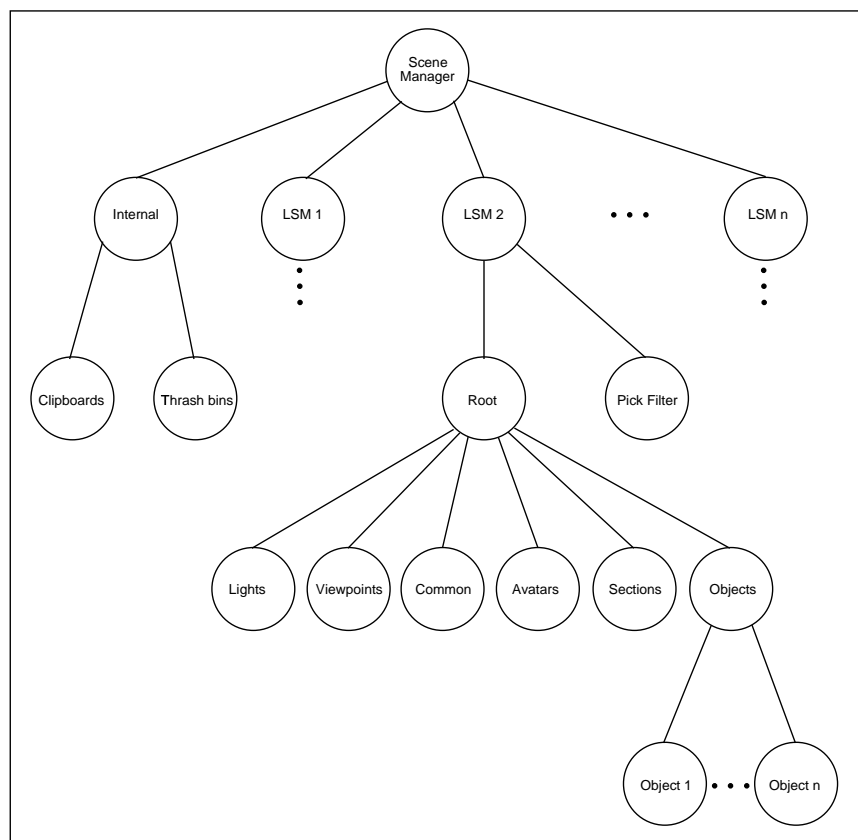 Scene
Manager
Internal
LSM 1
LSM 2
LSM n
Clipboards
Thrash bins
Root
Pick Filter
Lights
Viewpoints
Common
Avatars
Sections
Objects
Object 1
Object n